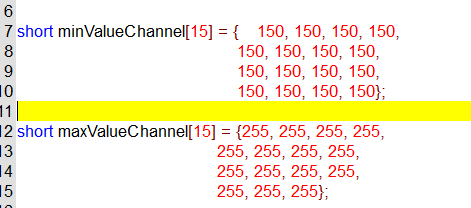 6
7 short minValueChannel[15] = {    150, 150, 150, 150,
8 150, 150, 150, 150,
9 150, 150, 150, 150,
10 150, 150, 150, 150};
11
12 short maxValueChannel[15] = {255, 255, 255, 255,
13 255, 255, 255, 255,
14 255, 255, 255, 255,
15 255, 255, 255};